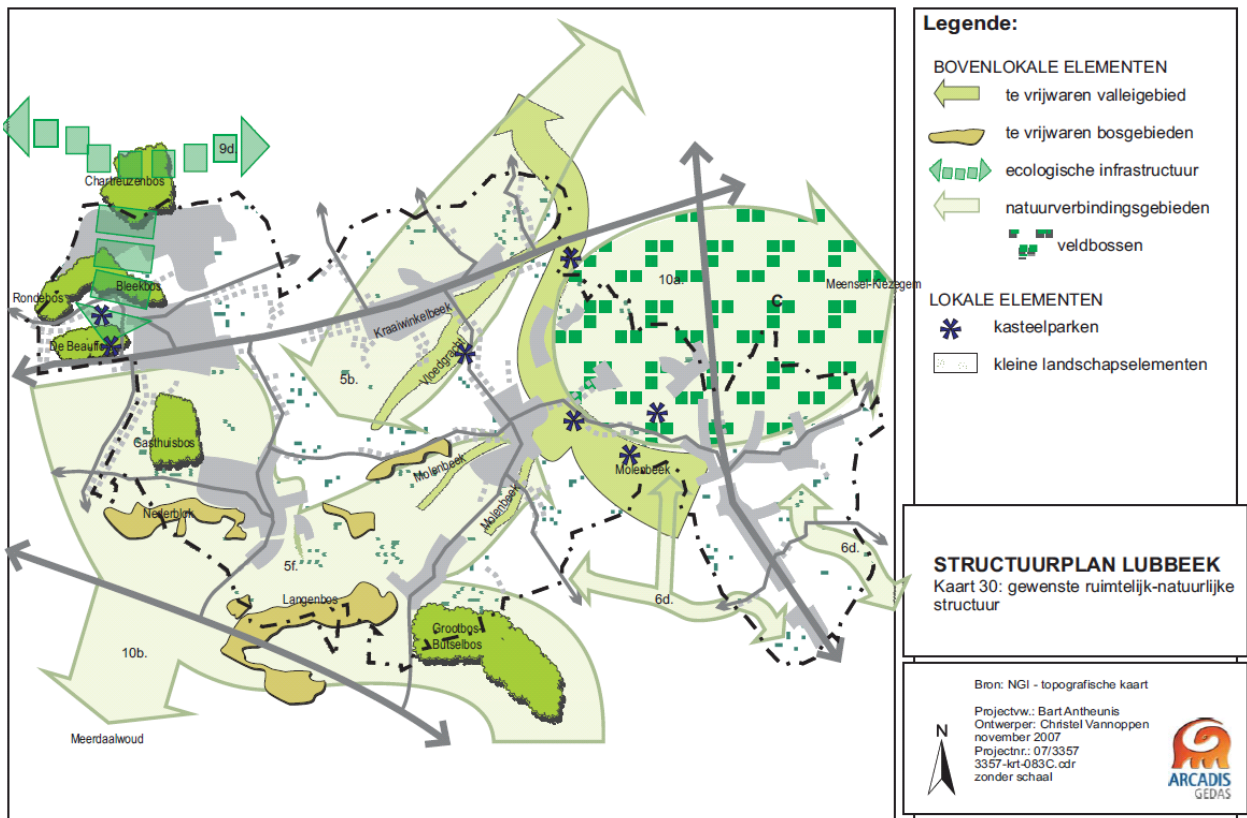 9d.
Chartreuzenbos
Rondebos
Bleekbos
De Beauffo
Kraaiwinkelbeek
Vloedgracht
5b.
10a.
Meensel-Kiezegem
C
Gasthuisbos
Molenbeek
Molenbeek
Molenbeek
Nederblok
5f.
Langenbos
Grootbos-
Butselbos
6d.
6d.
10b.
Meerdaalwoud
Legende:
BOVENLOKALE ELEMENTEN
te vrijwaren valleigebied
te vrijwaren bosgebieden
ecologische infrastructuur
natuurverbindingsgebieden
veldbossen
LOKALE ELEMENTEN
kasteelparken
kleine landschapselementen
STRUCTUURPLAN LUBBEEK
Kaart 30: gewenste ruimtelijk-natuurlijke
structuur
Bron: NGI - topografische kaart
Projectvw.: Bart Antheunis
Ontwerper: Christel Vannoppen
november 2007
Projectnr.: 07/3357
3357-krt-083C.cdr
zonder schaal
N
ARCADIS
GEDAS